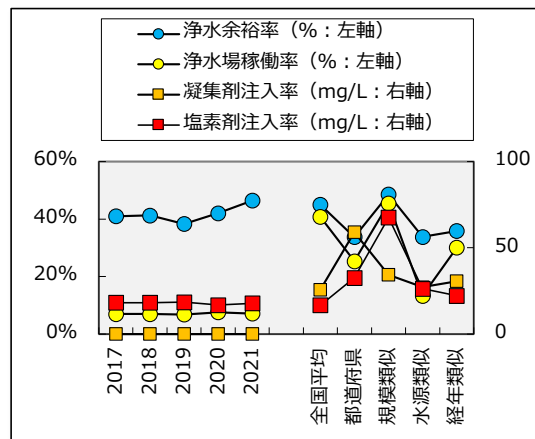 浄水余裕率（%：左軸）
浄水場稼働率（%：左軸）
凝集剤注入率（mg/L：右軸）
塩素剤注入率（mg/L：右軸）
60%
40%
20%
0%
100
50
0
2017
2018
2019
2020
2021
全国平均
都道府県
規模類似
水源類似
経年類似